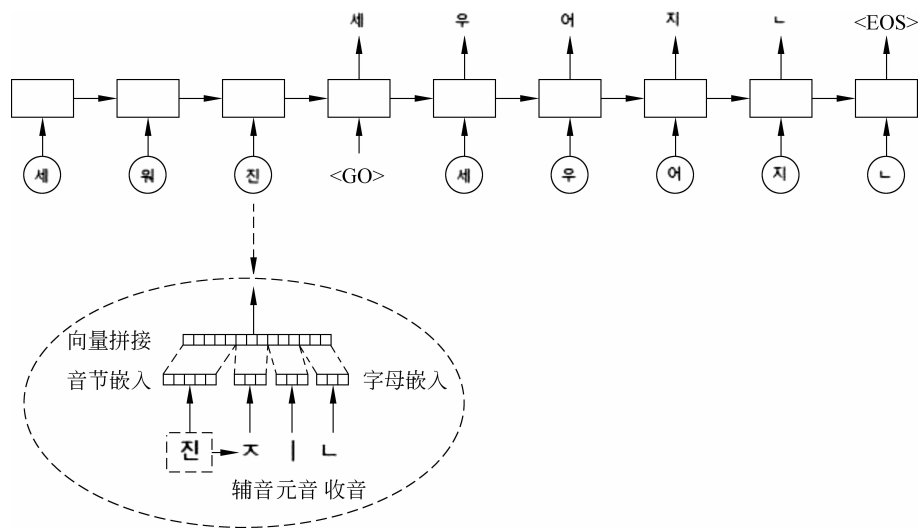 세 우 어 지 ㄴ <EOS>
세 워 진 <GO> 세 우 어 지 ㄴ
向量拼接
音节嵌入 字母嵌入
진 ㅈ ㅣ ㄴ
辅音 元音 收音